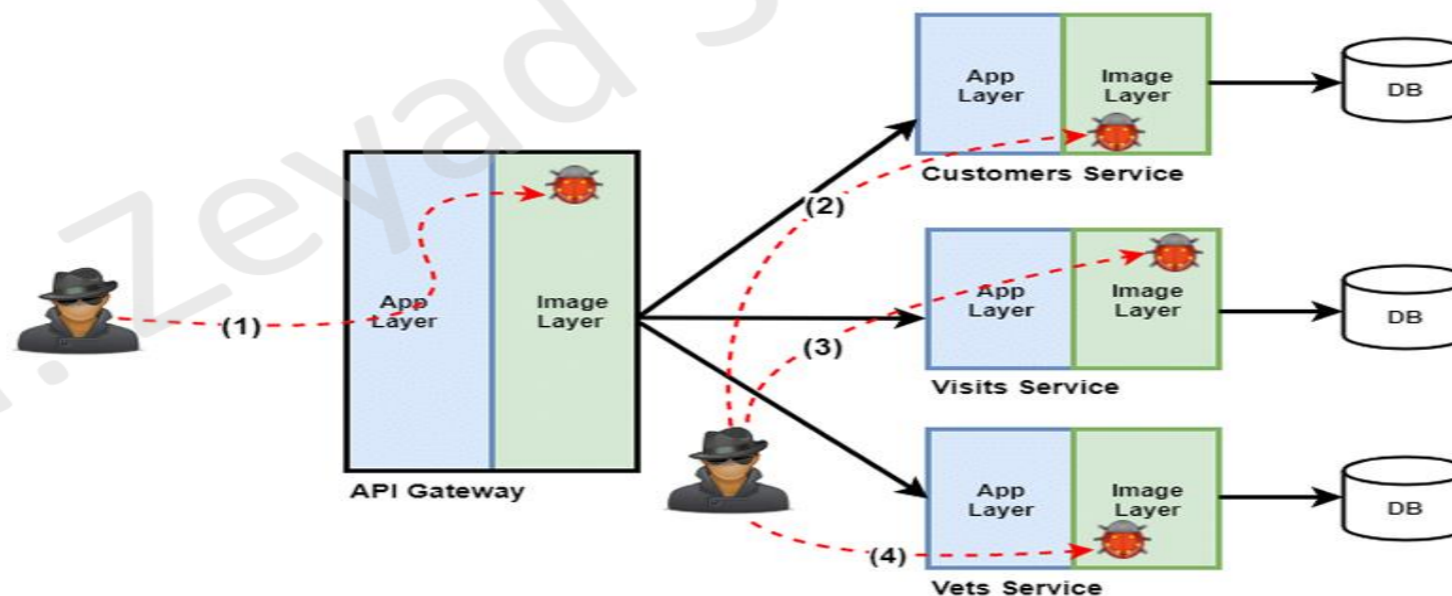 App
Layer
Image
Layer
DB
Customers Service
(2)
App
Layer
Image
Layer
(1)
API Gateway
App
Layer
Image
Layer
DB
(3)
Visits Service
App
Layer
Image
Layer
DB
(4)
Vets Service
.Zeyad